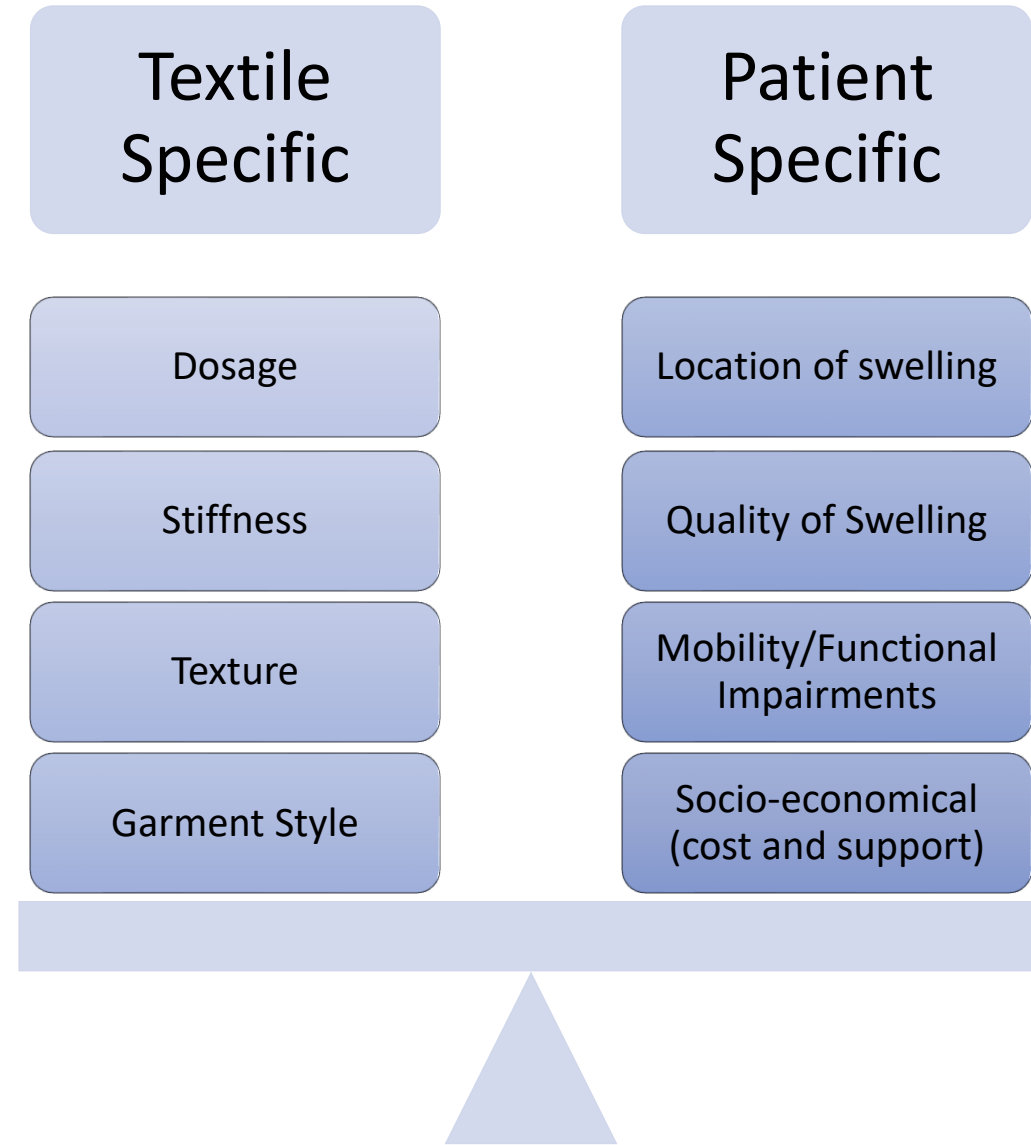 Textile
Specific
Dosage
Stiffness
Texture
Garment Style
Patient
Specific
Location of swelling
Quality of Swelling
Mobility/Functional
Impairments
Socio-economical
(cost and support)